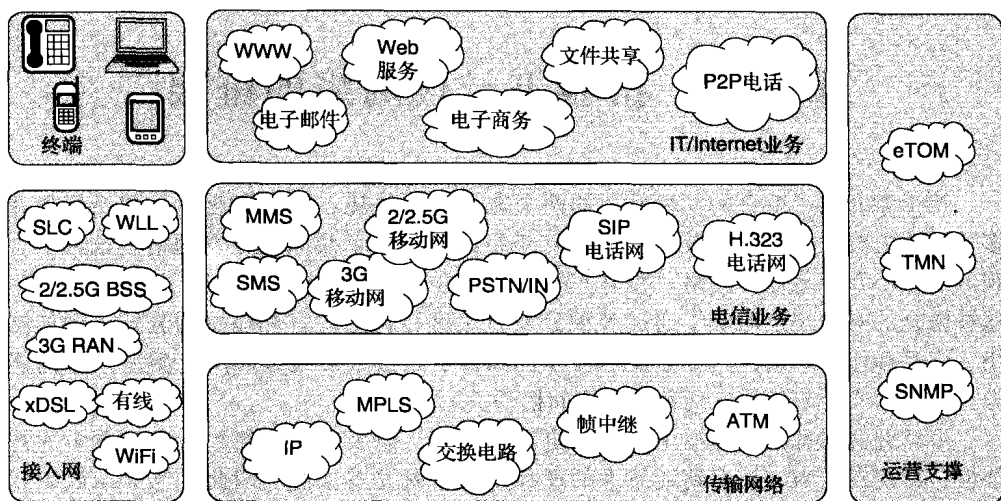 终端
WWW
Web
服务
文件共享
P2P电话
电子邮件
电子商务
IT/Internet业务
SLC
WLL
2/2.5G BSS
3G RAN
xDSL
有线
WiFi
接入网
MMS
2/2.5G
移动网
SIP
电话网
H.323
电话网
SMS
3G
移动网
PSTN/IN
电信业务
MPLS
帧中继
ATM
IP
交换电路
传输网络
eTOM
TMN
SNMP
运营支撑